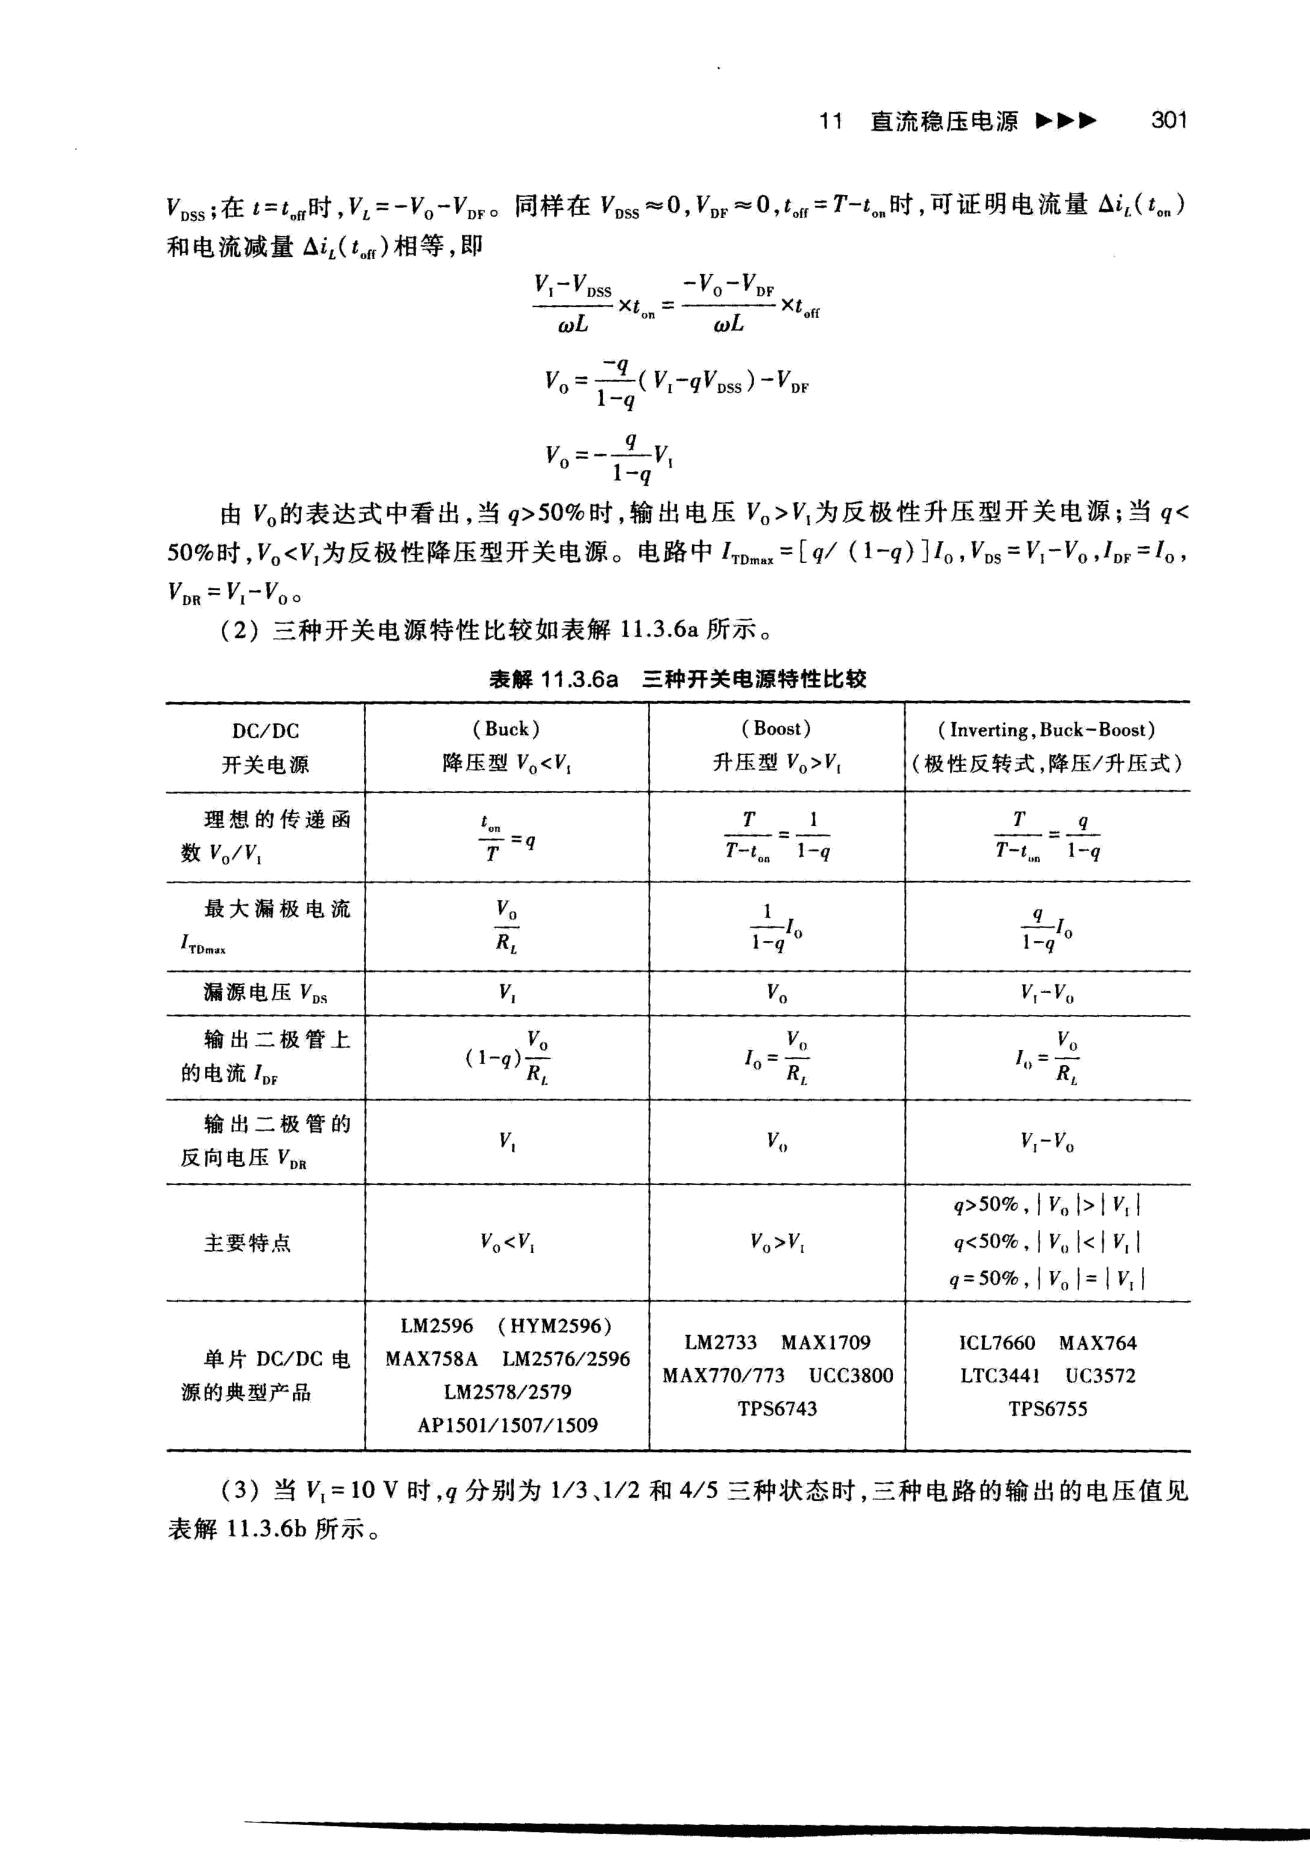 11 直流稳压电源 ▶▶▶ 301
V_DSS;在 t=t_off时,V_L=-V_O-V_DF。同样在 V_DSS≈0,V_DF≈0,t_off=T-t_on时,可证明电流量 Δi_L(t_on)
和电流减量 Δi_L(t_off)相等,即
(V_I-V_DSS)/(ωL)×t_on=(-V_O-V_DF)/(ωL)×t_off
V_O=(-q)/(1-q)(V_I-qV_DSS)-V_DF
V_O=-q/(1-q)V_I
由 V_O的表达式中看出,当 q>50%时,输出电压 V_O>V_I为反极性升压型开关电源;当 q<
50%时,V_O<V_I为反极性降压型开关电源。电路中 I_TDmax=[q/(1-q)]I_O,V_DS=V_I-V_O,I_DF=I_O,
V_DR=V_I-V_O。
(2) 三种开关电源特性比较如表解 11.3.6a 所示。
表解 11.3.6a 三种开关电源特性比较
DC/DC
开关电源
(Buck)
降压型 V_O<V_I
(Boost)
升压型 V_O>V_I
(Inverting,Buck-Boost)
(极性反转式,降压/升压式)
理想的传递函
数 V_O/V_I
t_on/T=q
T/(T-t_on)=1/(1-q)
T/(T-t_on)=q/(1-q)
最大漏极电流
I_TDmax
V_O/R_L
1/(1-q)I_O
q/(1-q)I_O
漏源电压 V_DS
V_I
V_O
V_I-V_O
输出二极管上
的电流 I_DF
(1-q)V_O/R_L
I_O=V_O/R_L
I_O=V_O/R_L
输出二极管的
反向电压 V_DR
V_I
V_O
V_I-V_O
主要特点
V_O<V_I
V_O>V_I
q>50%,|V_O|>|V_I|
q<50%,|V_O|<|V_I|
q=50%,|V_O|=|V_I|
单片 DC/DC 电
源的典型产品
LM2596 (HYM2596)
MAX758A LM2576/2596
LM2578/2579
AP1501/1507/1509
LM2733 MAX1709
MAX770/773 UCC3800
TPS6743
ICL7660 MAX764
LTC3441 UC3572
TPS6755
(3) 当 V_I=10 V 时,q 分别为 1/3、1/2 和 4/5 三种状态时,三种电路的输出的电压值见
表解 11.3.6b 所示。